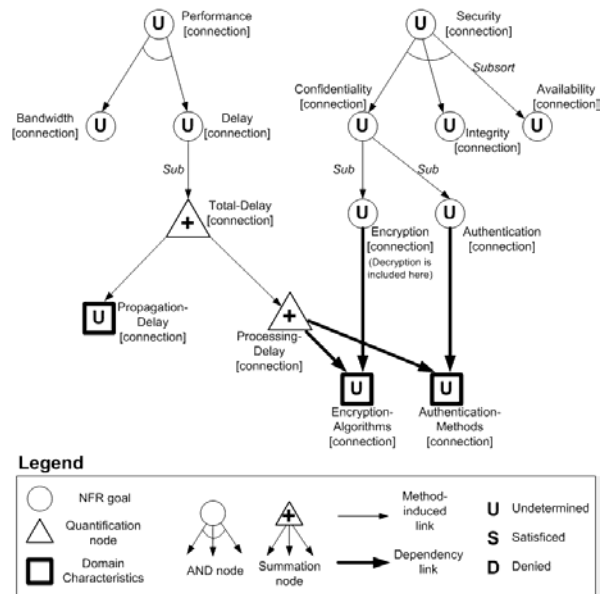 U
Performance
[connection]
U
Security
[connection]
Subsort
Bandwidth
[connection]
U
U
Delay
[connection]
Confidentiality
[connection]
U
U
Integrity
[connection]
Availability
[connection]
U
Sub
Sub
Sub
+
Total-Delay
[connection]
U
Encryption
[connection]
(Decryption is
included here)
U
Authentication
[connection]
U
Propagation-
Delay
[connection]
+
Processing-
Delay
[connection]
U
Encryption-
Algorithms
[connection]
U
Authentication-
Methods
[connection]
Legend
NFR goal
Quantification
node
Domain
Characteristics
AND node
+
Summation
node
Method-
induced
link
Dependency
link
U Undetermined
S Satisficed
D Denied